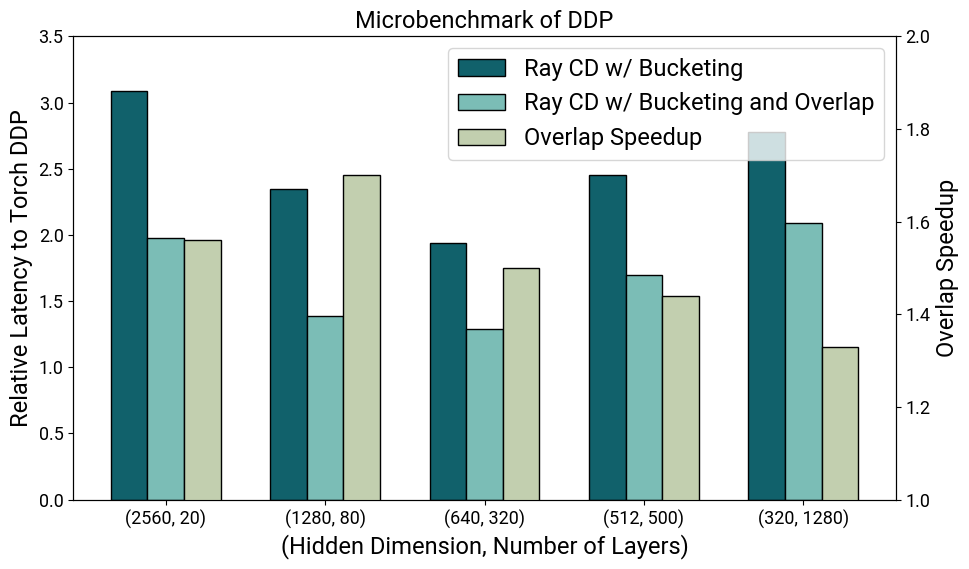 Microbenchmark of DDP
Ray CD w/ Bucketing
Ray CD w/ Bucketing and Overlap
Overlap Speedup
Relative Latency to Torch DDP
3.5
3.0
2.5
2.0
1.5
1.0
0.5
0.0
2.0
1.8
1.6
1.4
1.2
1.0
Overlap Speedup
(2560, 20)
(1280, 80)
(640, 320)
(512, 500)
(320, 1280)
(Hidden Dimension, Number of Layers)